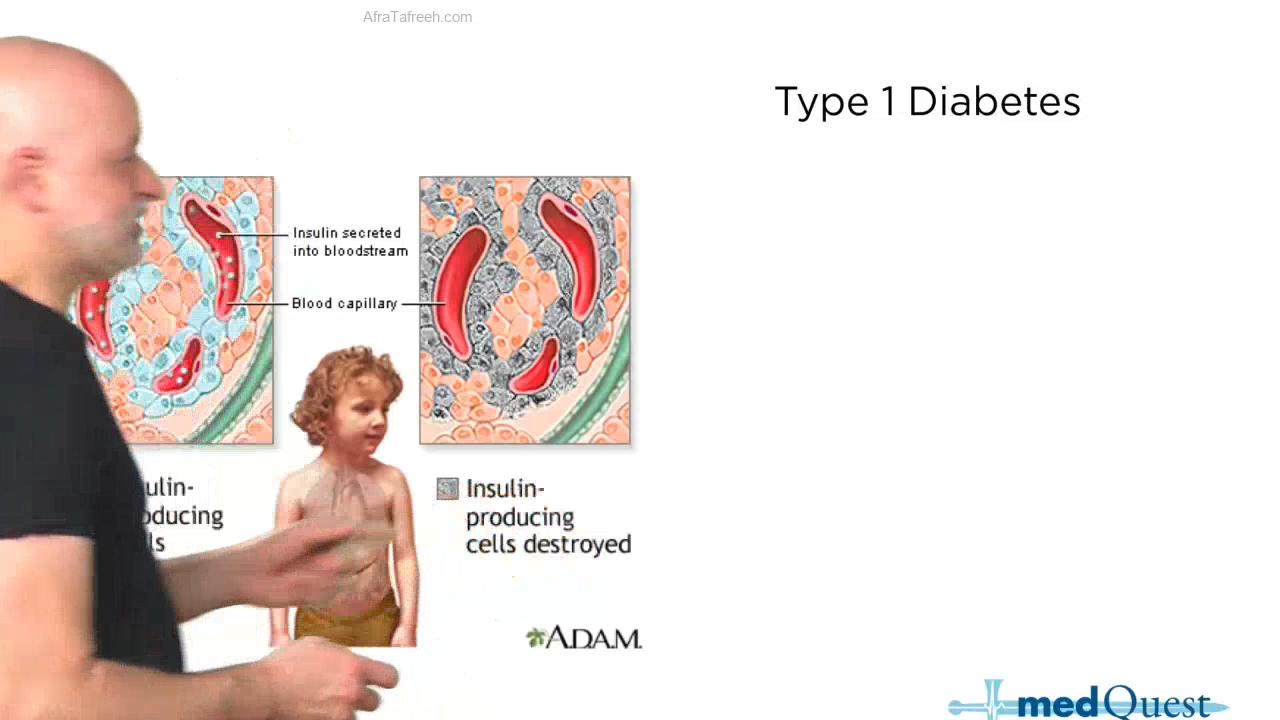 AfraTafreeh.com
Type 1 Diabetes
Insulin secreted
into bloodstream
Blood capillary
Insulin-
producing
cells destroyed
A.D.A.M.
medQuest